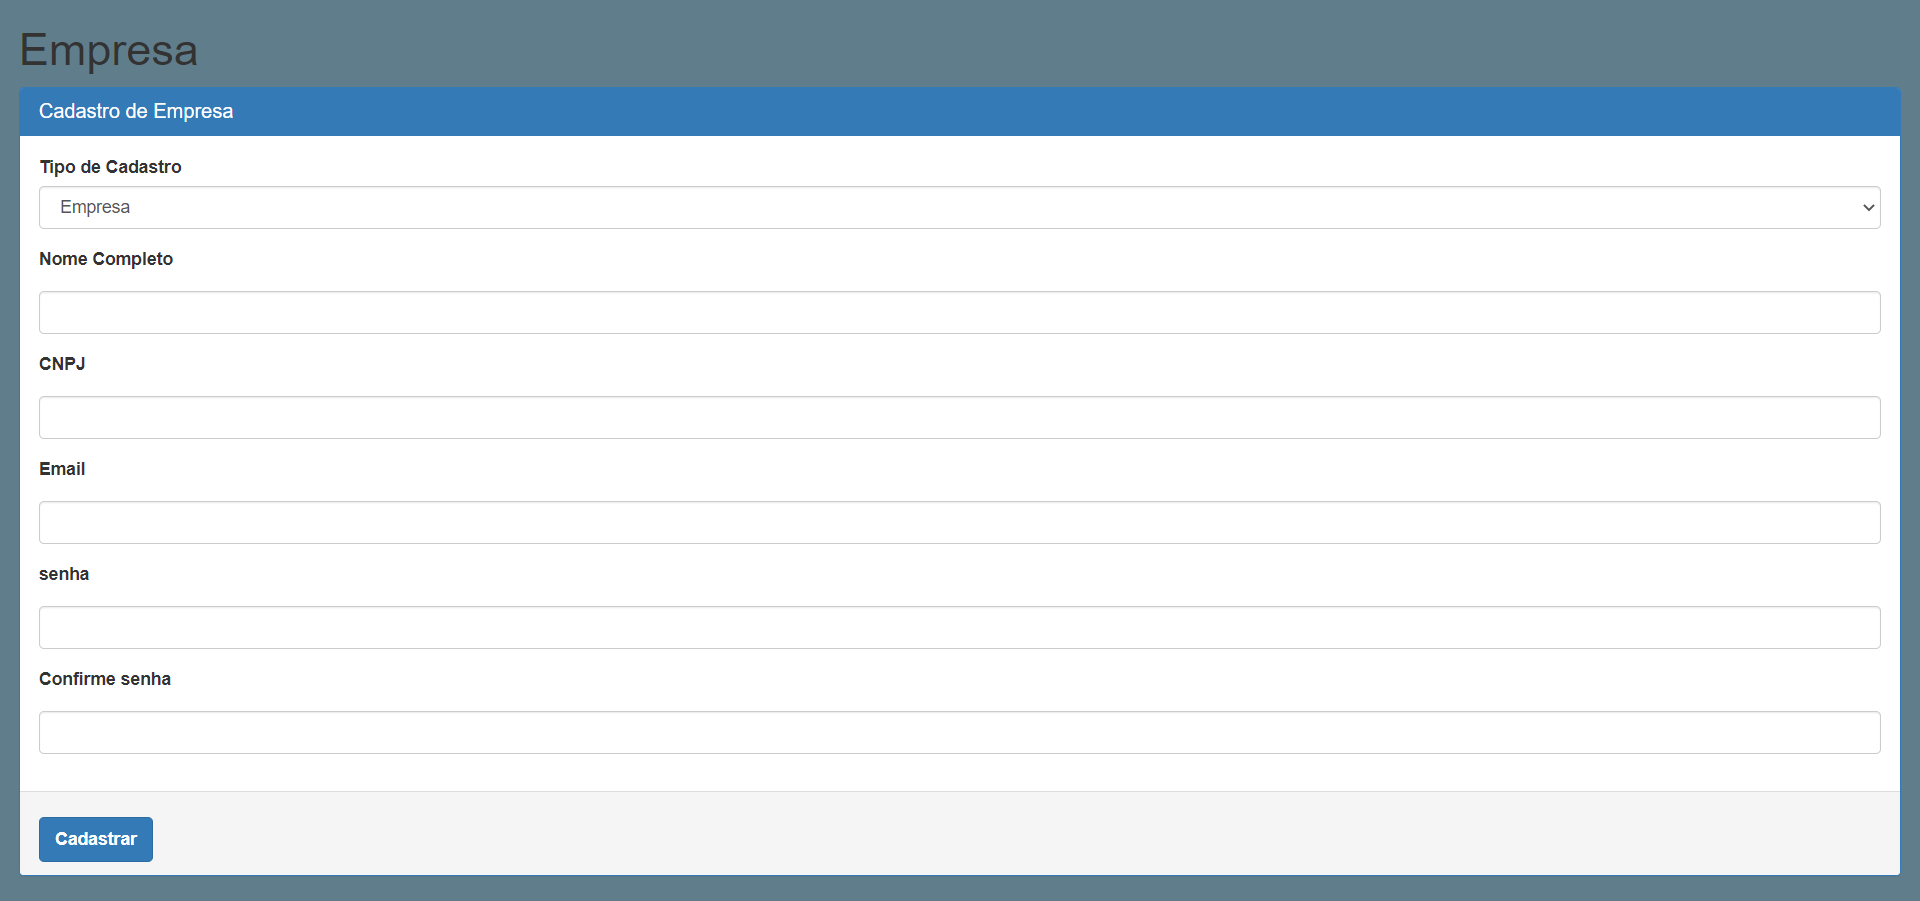 Empresa
Cadastro de Empresa
Tipo de Cadastro
Empresa
Nome Completo
CNPJ
Email
senha
Confirme senha
Cadastrar